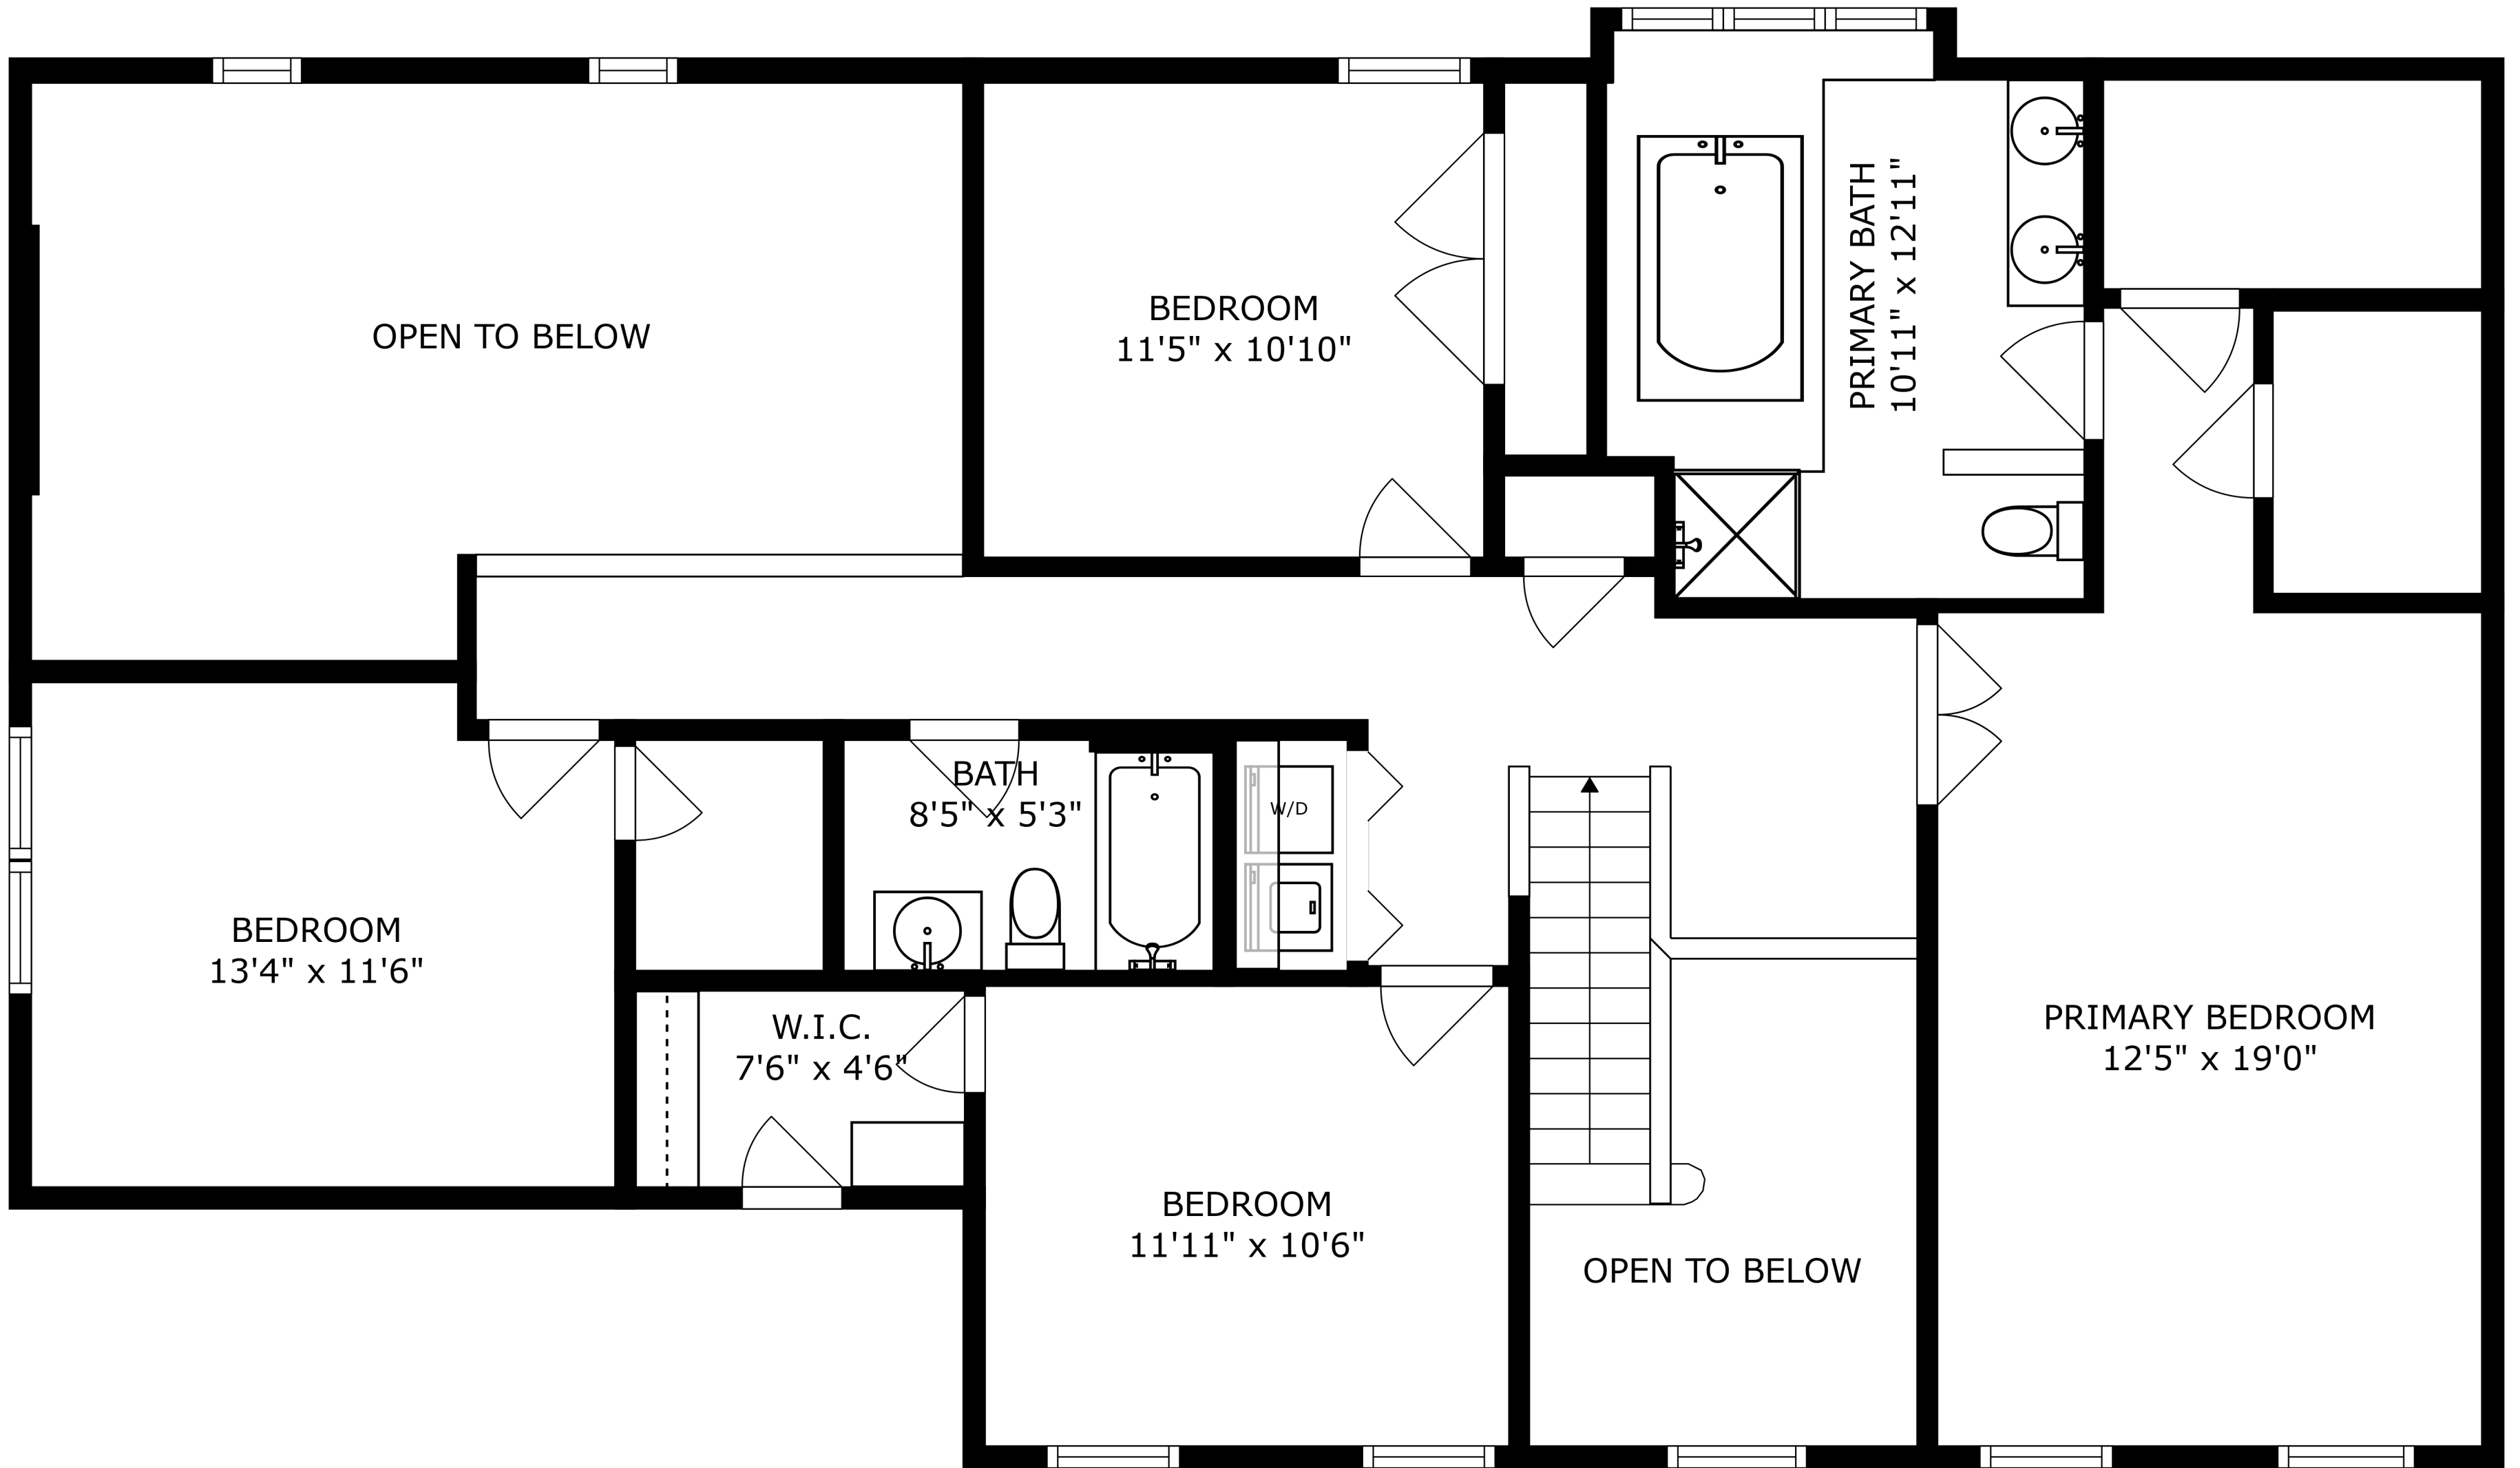 OPEN TO BELOW
BEDROOM
11'5" x 10'10"
PRIMARY BATH
10'11" x 12'11"
BATH
8'5" x 5'3"
W/D
BEDROOM
13'4" x 11'6"
W.I.C.
7'6" x 4'6"
PRIMARY BEDROOM
12'5" x 19'0"
BEDROOM
11'11" x 10'6"
OPEN TO BELOW